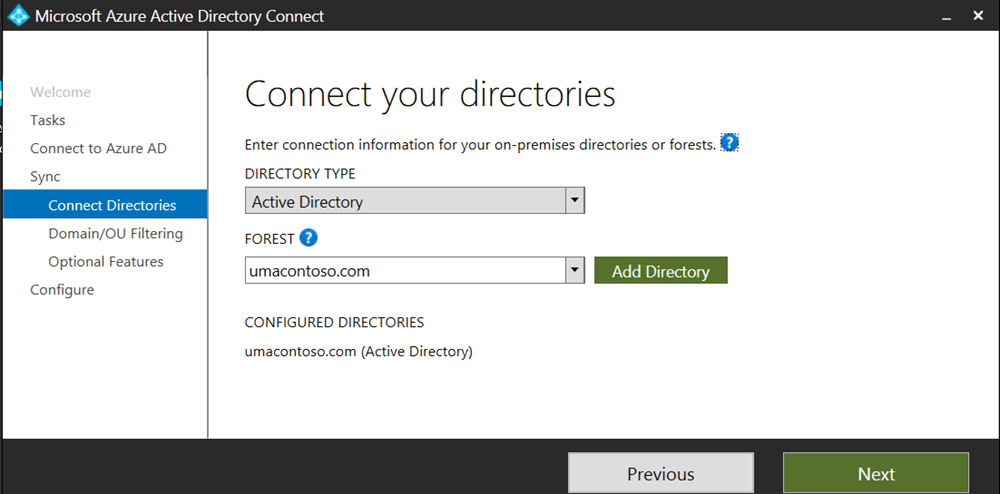 Microsoft Azure Active Directory Connect
Welcome
Tasks
Connect to Azure AD
Sync
Connect Directories
Domain/OU Filtering
Optional Features
Configure
Connect your directories
Enter connection information for your on-premises directories or forests. ?
DIRECTORY TYPE
Active Directory
FOREST ?
umacontoso.com
Add Directory
CONFIGURED DIRECTORIES
umacontoso.com (Active Directory)
Previous
Next